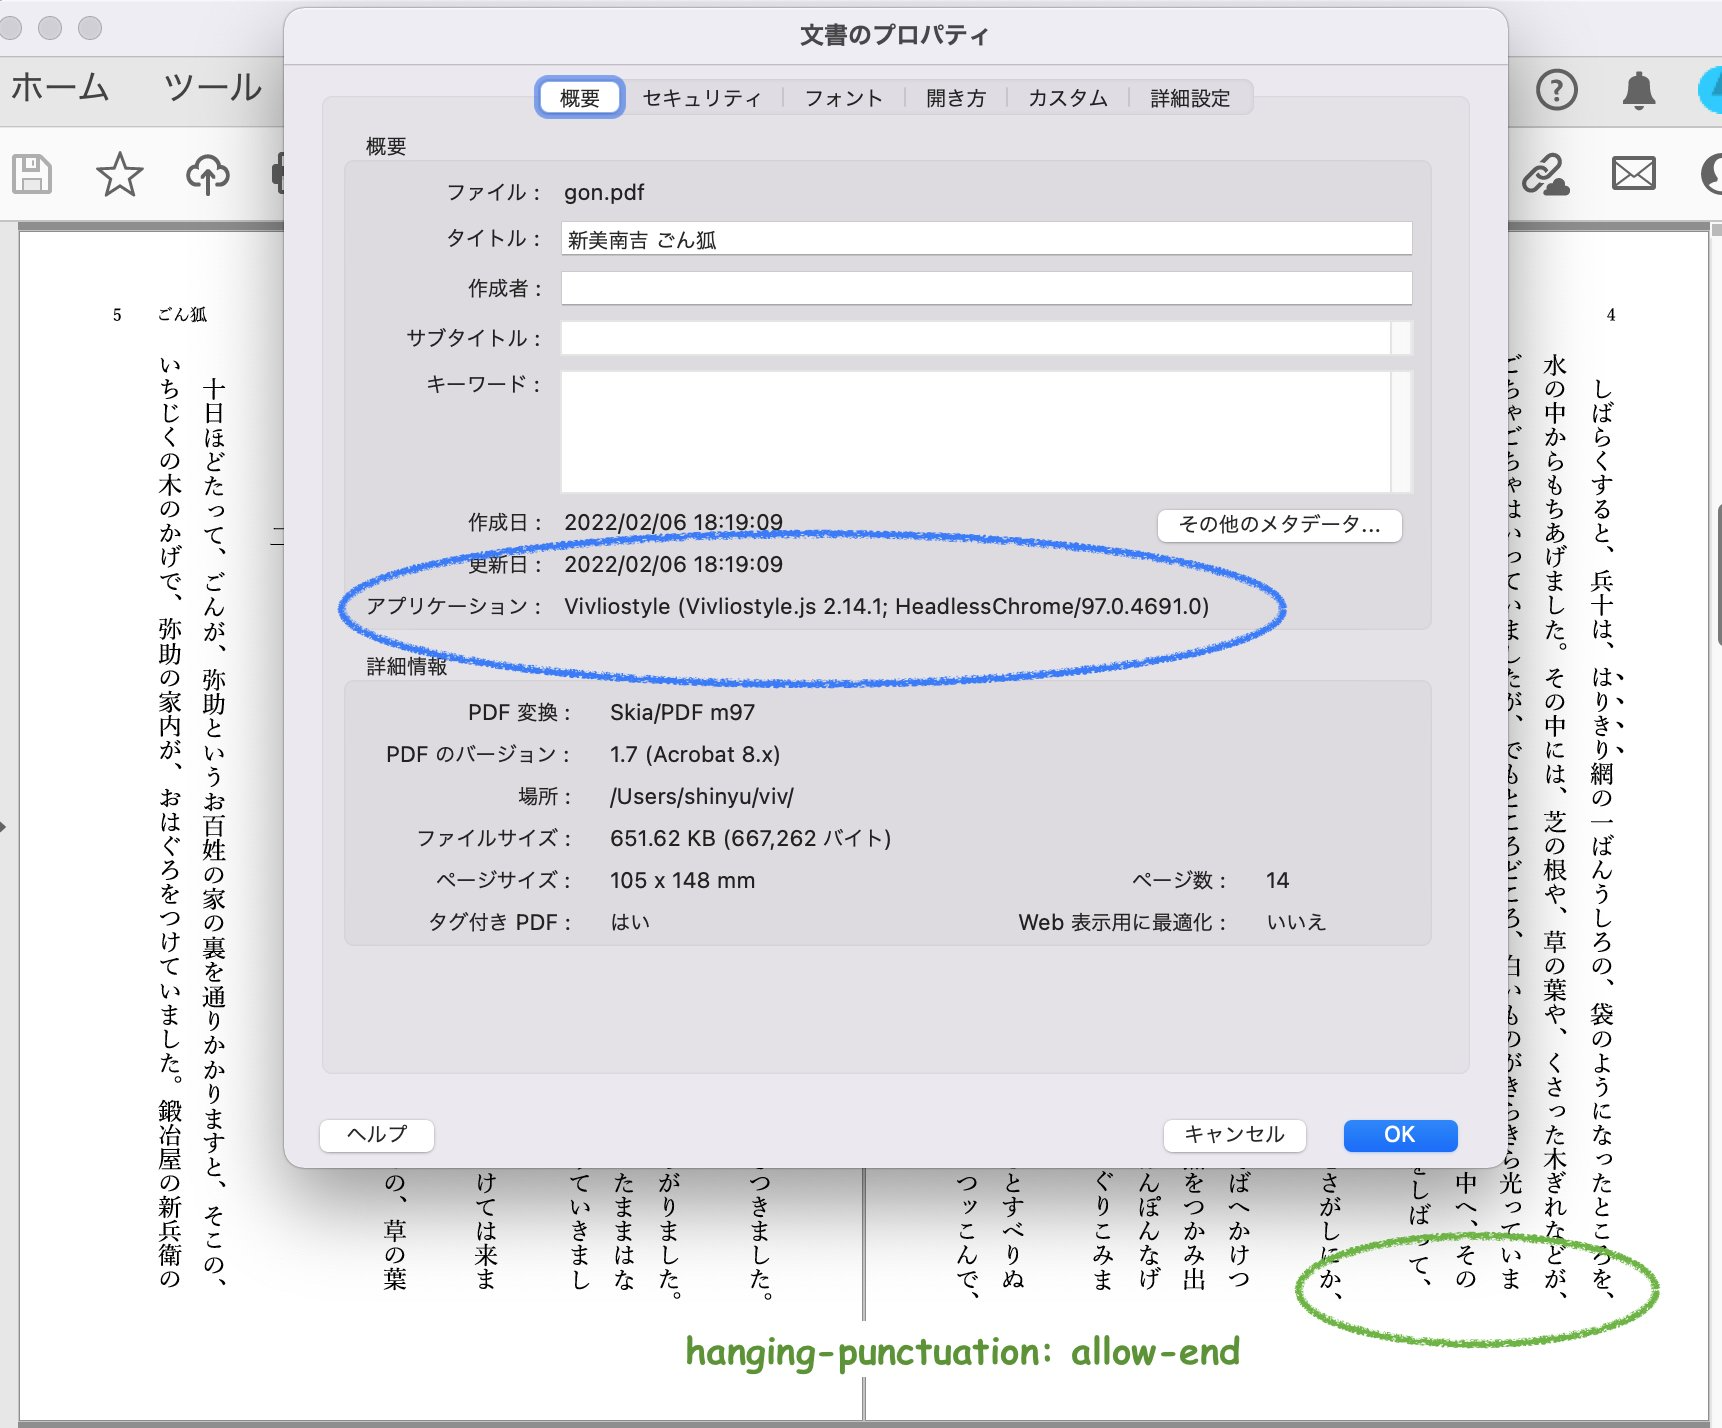 文書のプロパティ
ホーム ツール
概要 セキュリティ フォント 開き方 カスタム 詳細設定
概要
ファイル： gon.pdf
タイトル： 新美南吉 ごん狐
作成者：
サブタイトル：
キーワード：
作成日： 2022/02/06 18:19:09
その他のメタデータ...
更新日： 2022/02/06 18:19:09
アプリケーション： Vivliostyle (Vivliostyle.js 2.14.1; HeadlessChrome/97.0.4691.0)
詳細情報
PDF 変換： Skia/PDF m97
PDF のバージョン： 1.7 (Acrobat 8.x)
場所： /Users/shinyu/viv/
ファイルサイズ： 651.62 KB (667,262 バイト)
ページサイズ： 105 x 148 mm
ページ数： 14
タグ付き PDF： はい
Web 表示用に最適化： いいえ
ヘルプ キャンセル OK
4
しばらくすると、兵十は、はりきり網の一ばんうしろの、袋のようになったところを、
水の中からもちあげました。その中には、芝の根や、草の葉や、くさった木ぎれなどが、
ごちゃごちゃはいっていましたが、でもところどころ、白いものがきらきら光っていま
中へ、その
をしばって、
さがしにか、
ばへかけつ
をつかみ出
んぽんなげ
ぐりこみま
とすべりぬ
つッこんで、
5 ごん狐
つきました。
がりました。
たままはな
ていきまし
けては来ま
の、草の葉
二
十日ほどたって、ごんが、弥助というお百姓の家の裏を通りかかりますと、そこの、
いちじくの木のかげで、弥助の家内が、おはぐろをつけていました。鍛冶屋の新兵衛の
hanging-punctuation: allow-end